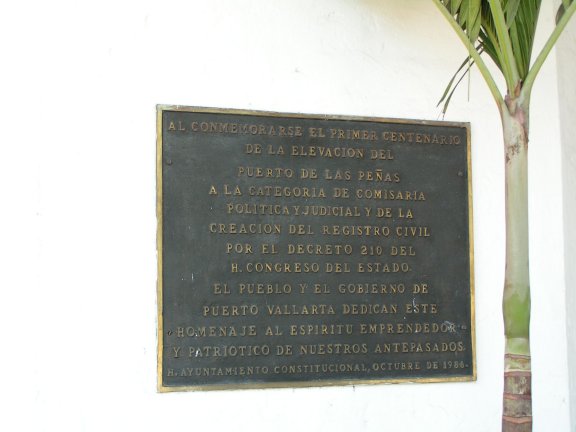 AL CONMEMORARSE EL PRIMER CENTENARIO
DE LA ELEVACION DEL
PUERTO DE LAS PEÑAS
A LA CATEGORIA DE COMISARIA
POLITICA Y JUDICIAL Y DE LA
CREACION DEL REGISTRO CIVIL
POR EL DECRETO 210 DEL
H. CONGRESO DEL ESTADO.
EL PUEBLO Y EL GOBIERNO DE
PUERTO VALLARTA DEDICAN ESTE
HOMENAJE AL ESPIRITU EMPRENDEDOR
Y PATRIOTICO DE NUESTROS ANTEPASADOS.
H. AYUNTAMIENTO CONSTITUCIONAL, OCTUBRE DE 1986.